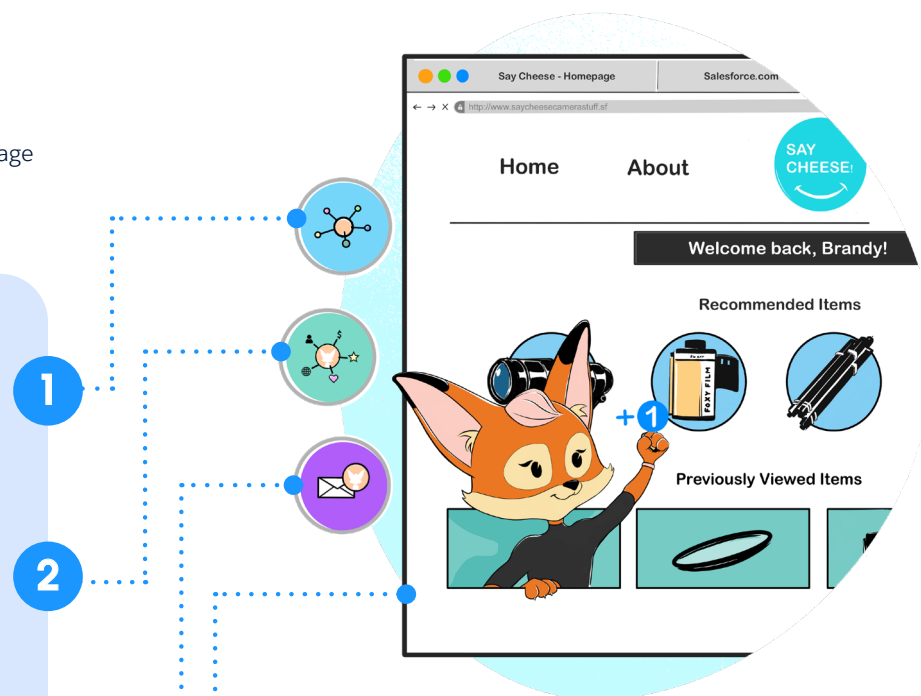 age
Say Cheese - Homepage
Salesforce.com
http://www.saycheesecamerastuff.sf
Home
About
SAY
CHEESE!
Welcome back, Brandy!
Recommended Items
FOXY FILM
+1
Previously Viewed Items
1
2